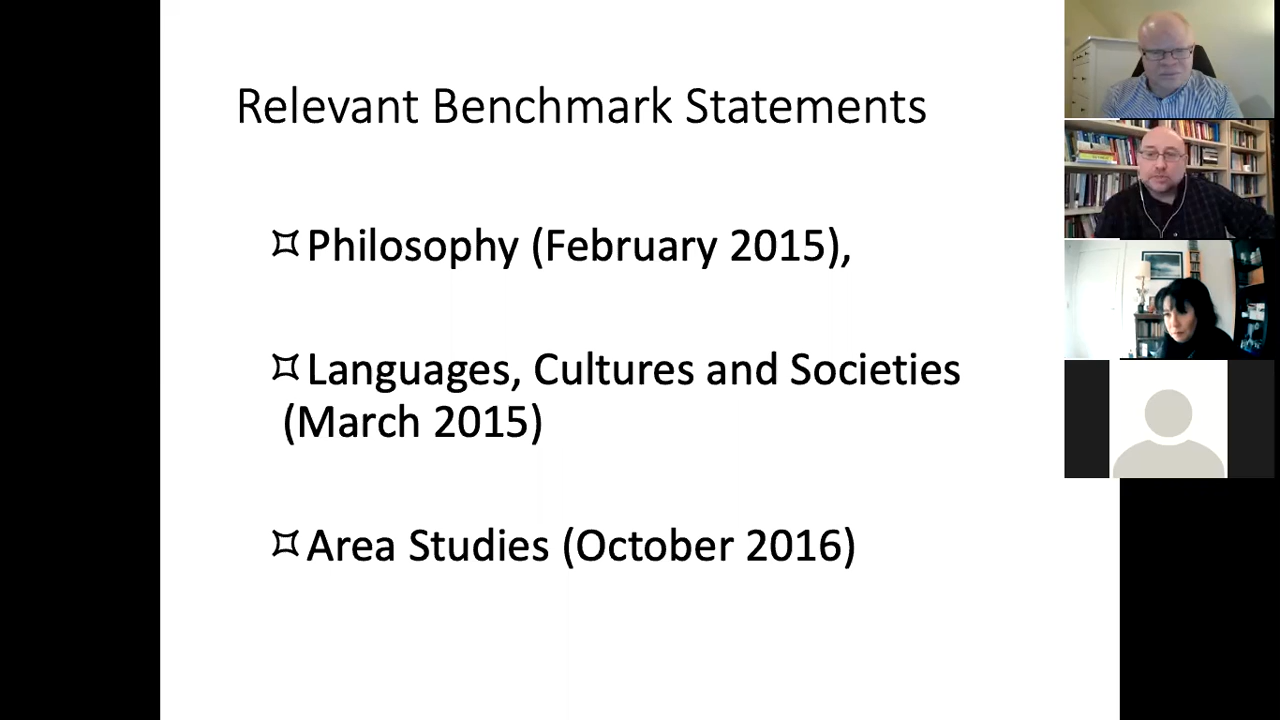 Relevant Benchmark Statements
¤Philosophy (February 2015),
¤Languages, Cultures and Societies
(March 2015)
¤Area Studies (October 2016)